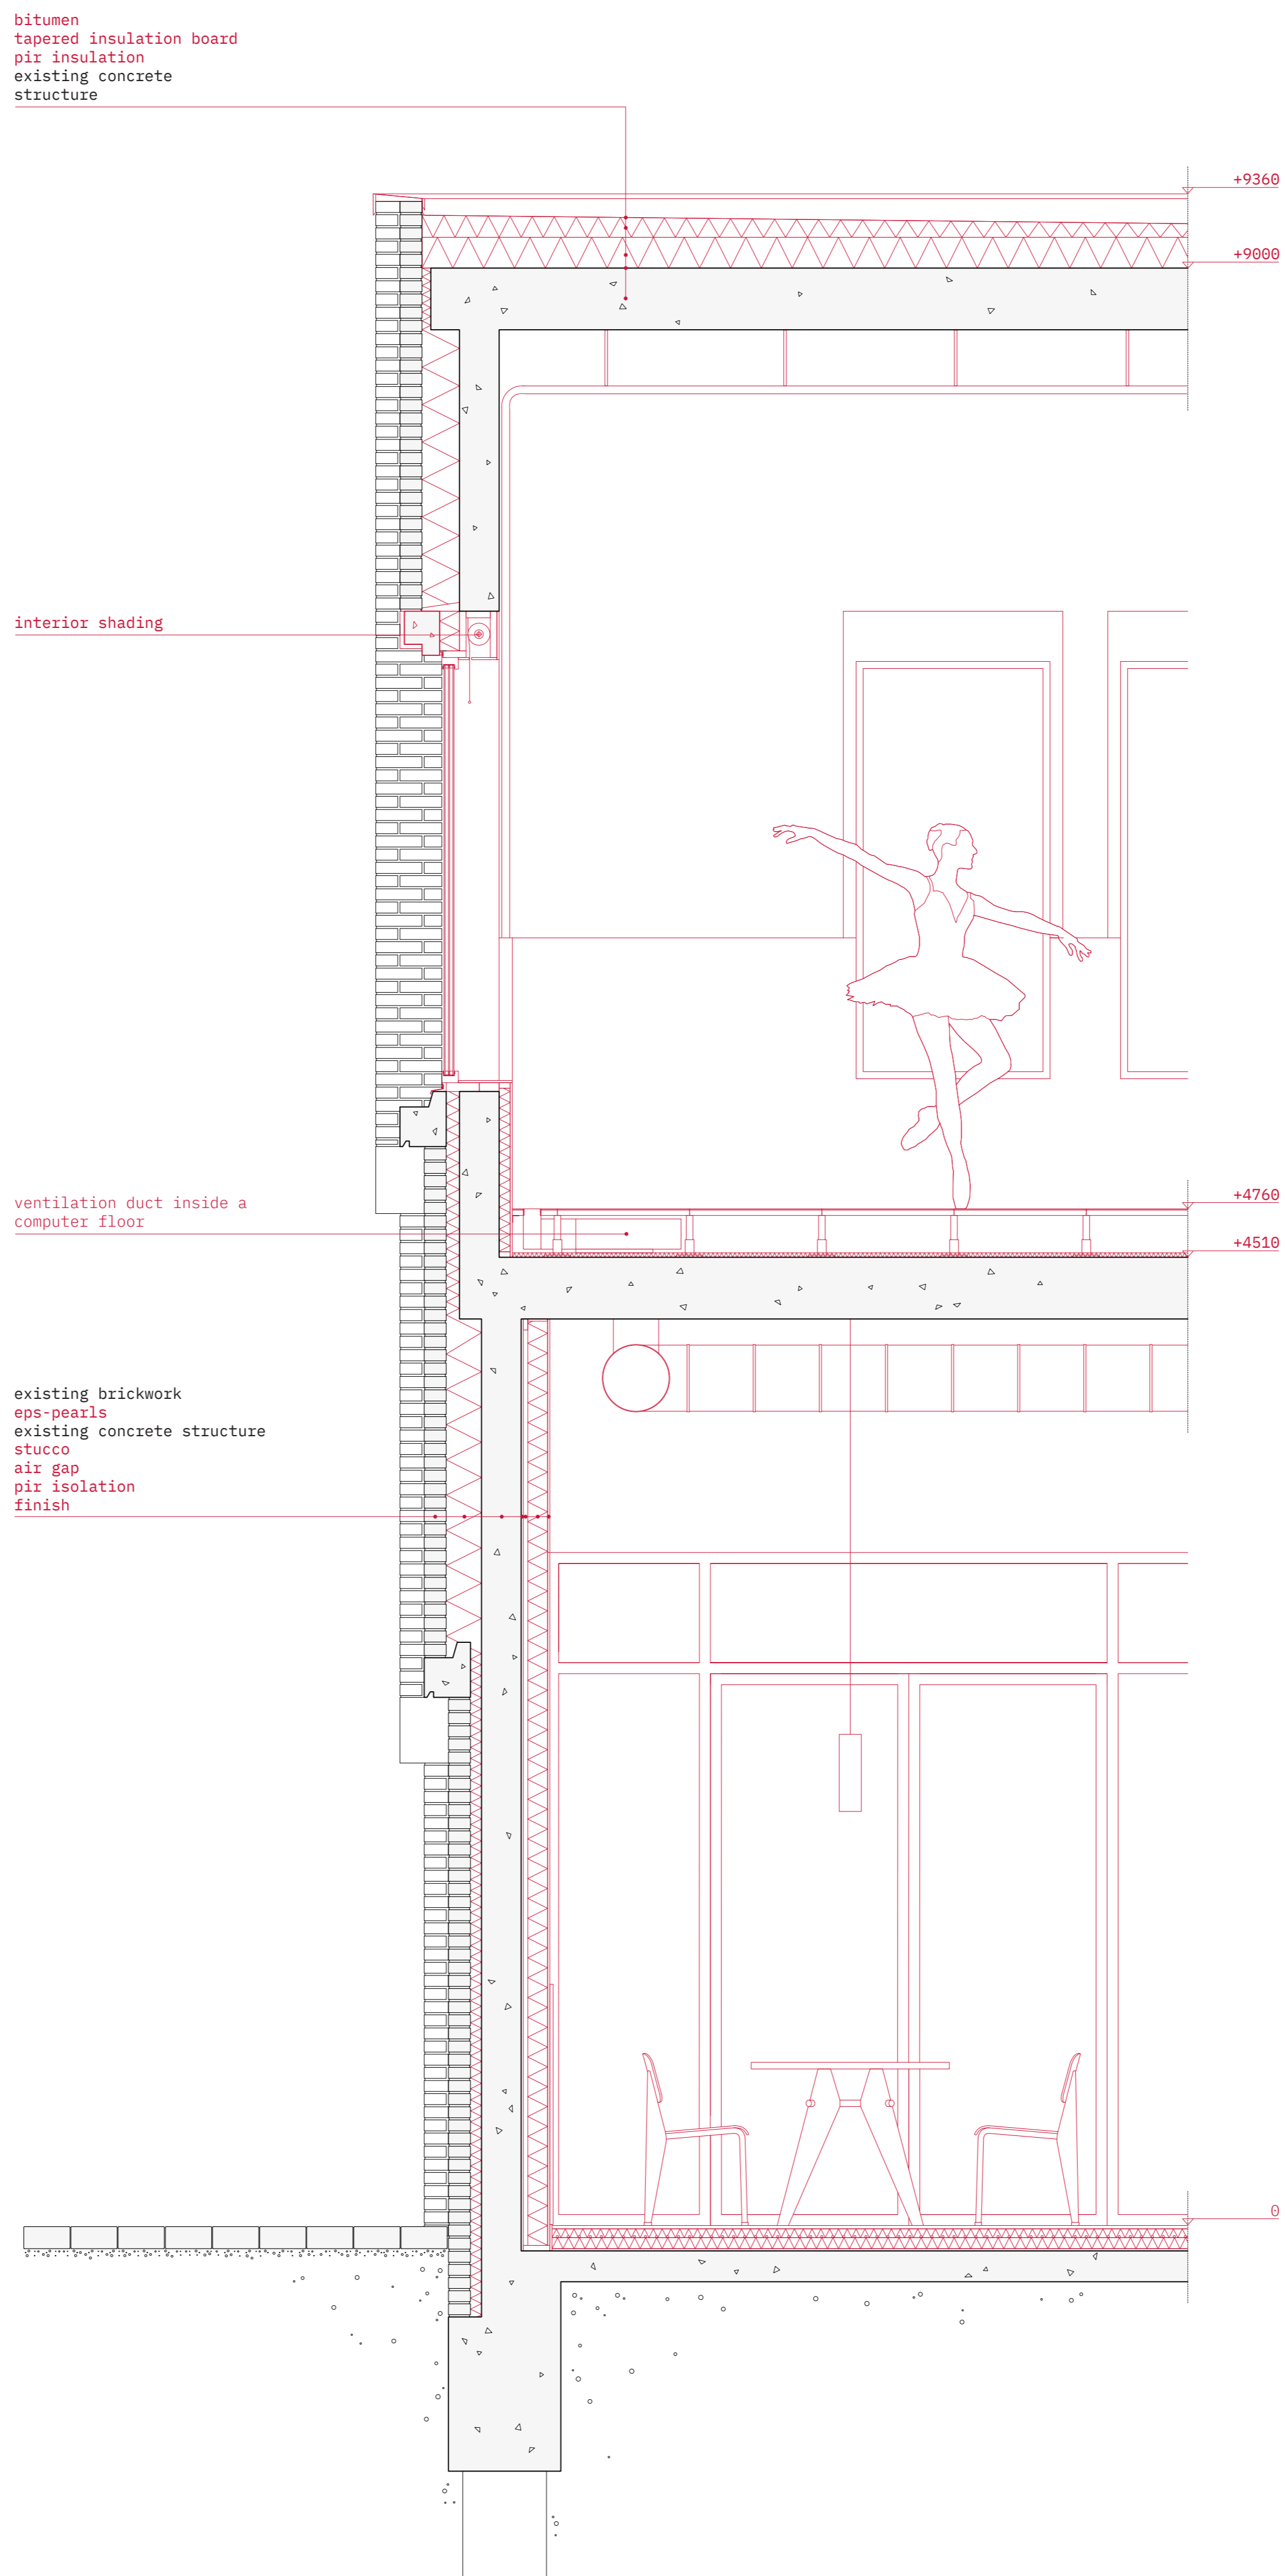 bitumen
tapered insulation board
pir insulation
existing concrete
structure
+9360
+9000
interior shading
ventilation duct inside a
computer floor
+4760
+4510
existing brickwork
eps-pearls
existing concrete structure
stucco
air gap
pir isolation
finish
0